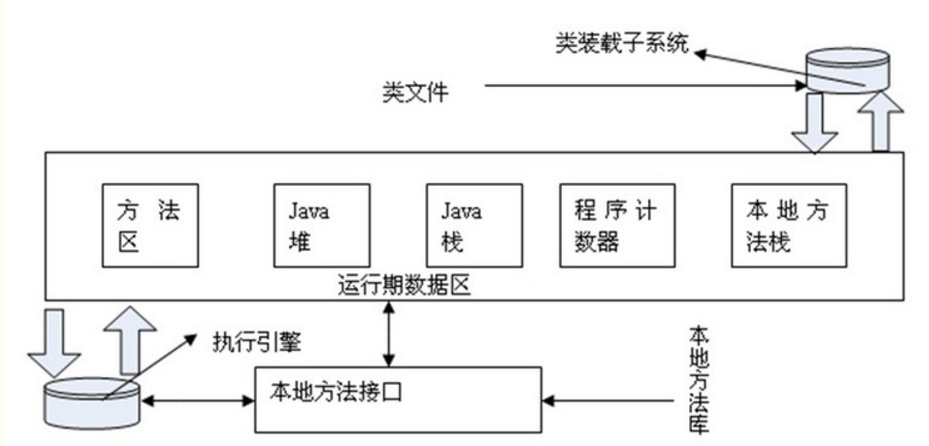 类装载子系统
类文件
方法
区
Java
堆
Java
栈
程序计
数器
本地方
法栈
运行期数据区
执行引擎
本地方法接口
本地方法库